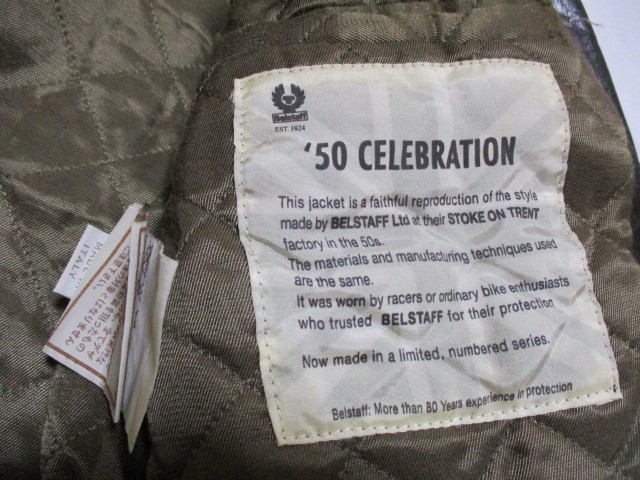 Belstaff
EST. 1924
'50 CELEBRATION
This jacket is a faithful reproduction of the style
made by BELSTAFF Ltd at their STOKE ON TRENT
factory in the 50s.
The materials and manufacturing techniques used
are the same.
It was worn by racers or ordinary bike enthusiasts
who trusted BELSTAFF for their protection
Now made in a limited, numbered series.
Belstaff: More than 80 Years experience in protection
MADE IN
ITALY